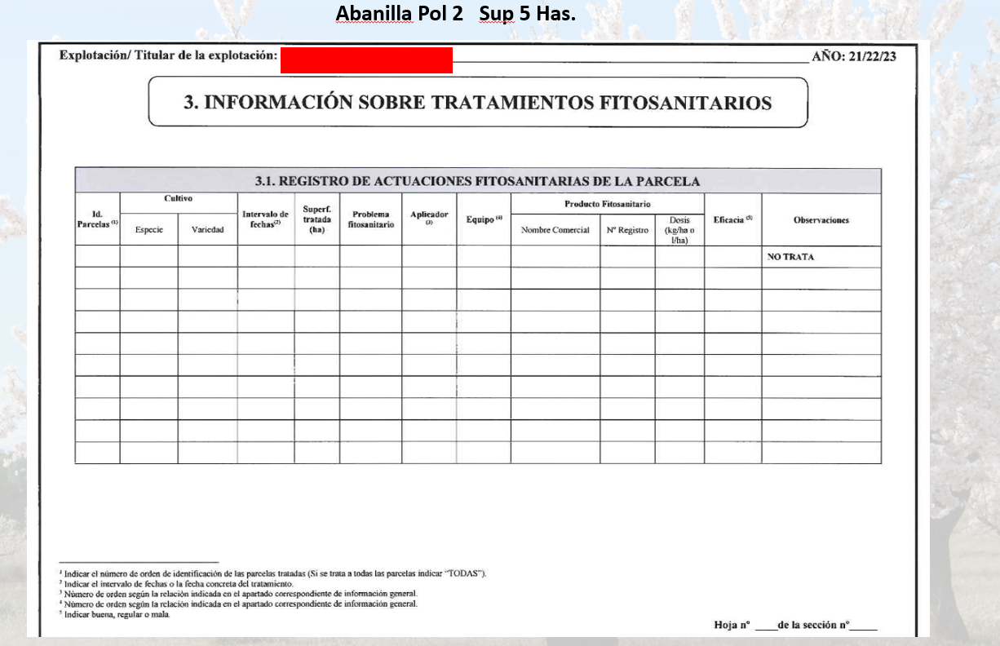 Abanilla Pol 2 Sup 5 Has.
Explotación/ Titular de la explotación: AÑO: 21/22/23
3. INFORMACIÓN SOBRE TRATAMIENTOS FITOSANITARIOS
3.1. REGISTRO DE ACTUACIONES FITOSANITARIAS DE LA PARCELA
Id. Parcelas (1)
Cultivo
Especie
Variedad
Intervalo de fechas(2)
Superf. tratada (ha)
Problema fitosanitario
Aplicador (3)
Equipo (4)
Producto Fitosanitario
Nombre Comercial
Nº Registro
Dosis (kg/ha o l/ha)
Eficacia (5)
Observaciones
NO TRATA
1 Indicar el número de orden de identificación de las parcelas tratadas (Si se trata a todas las parcelas indicar "TODAS").
2 Indicar el intervalo de fechas o la fecha concreta del tratamiento.
3 Número de orden según la relación indicada en el apartado correspondiente de información general.
4 Número de orden según la relación indicada en el apartado correspondiente de información general.
5 Indicar buena, regular o mala.
Hoja nº ____de la sección nº_____